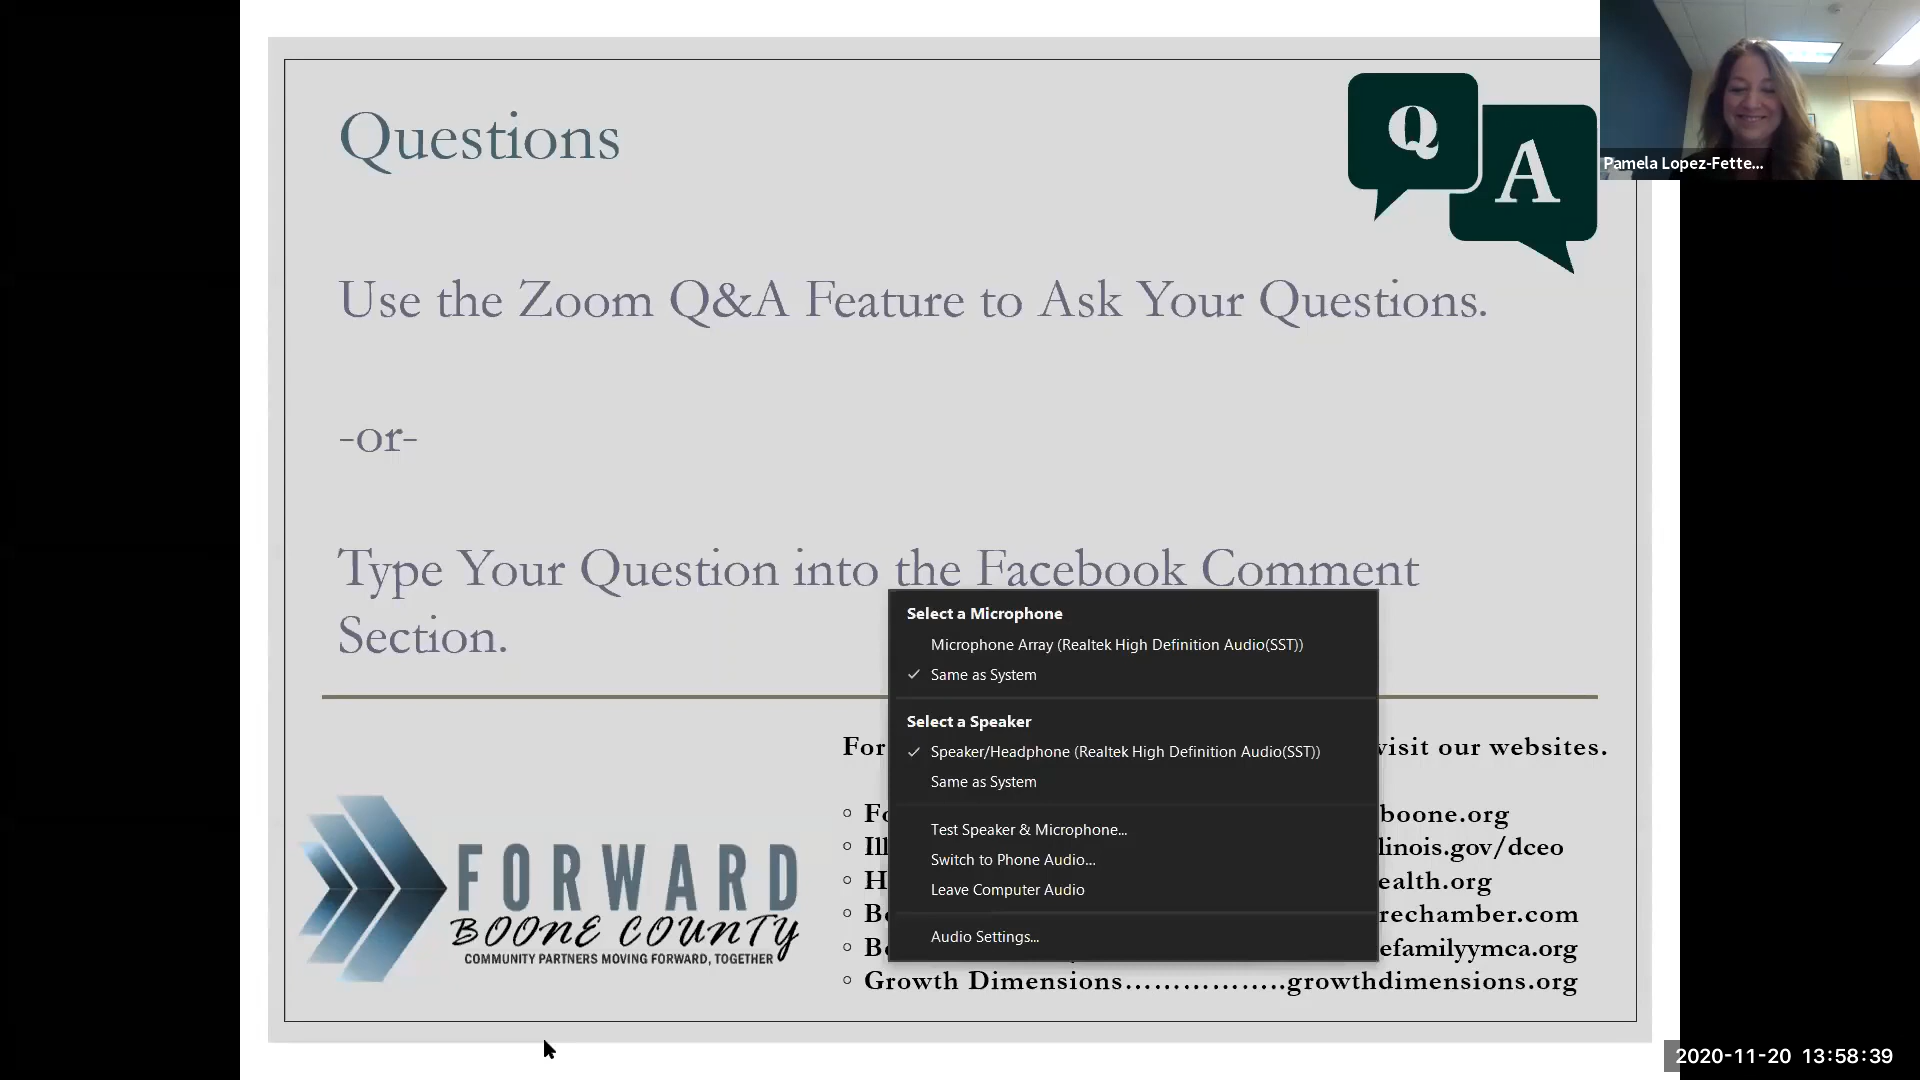 Questions
Q
A
Pamela Lopez-Fette...
Use the Zoom Q&A Feature to Ask Your Questions.
-or-
Type Your Question into the Facebook Comment
Section.
Select a Microphone
Microphone Array (Realtek High Definition Audio(SST))
Same as System
Select a Speaker
Speaker/Headphone (Realtek High Definition Audio(SST))
Same as System
Test Speaker & Microphone...
Switch to Phone Audio...
Leave Computer Audio
Audio Settings...
For visit our websites.
boone.org
linois.gov/dceo
ealth.org
rechamber.com
efamilyymca.org
Growth Dimensions……………..growthdimensions.org
FORWARD
BOONE COUNTY
COMMUNITY PARTNERS MOVING FORWARD, TOGETHER
2020-11-20 13:58:39